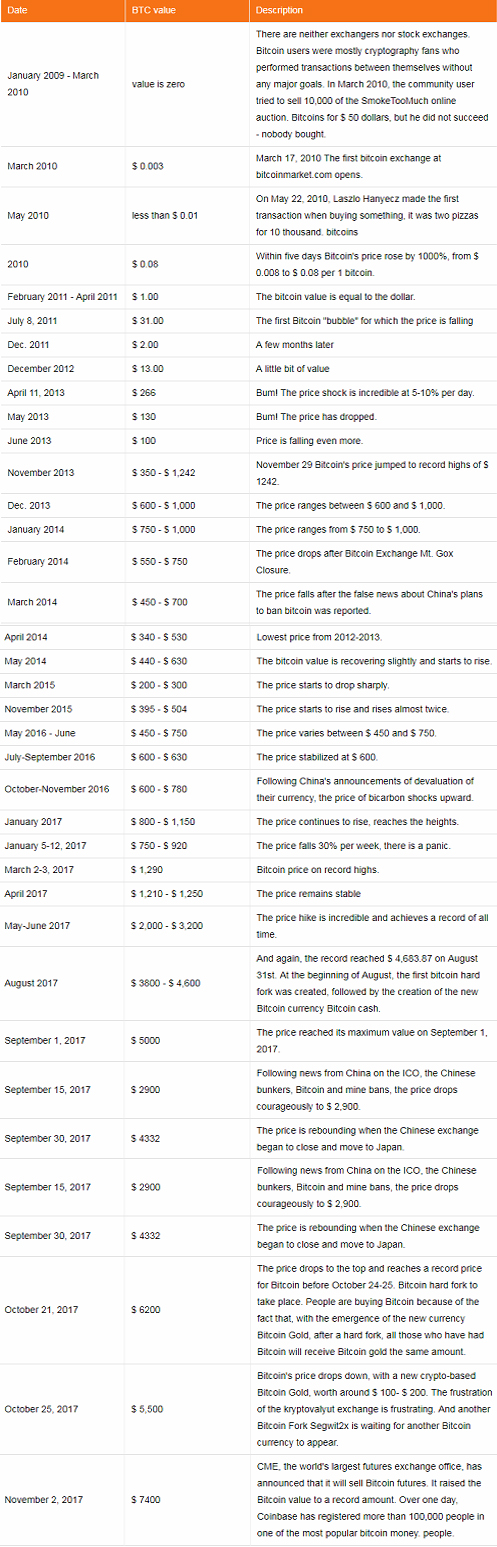 Date BTC value Description
There are neither exchangers nor stock exchanges.
Bitcoin users were mostly cryptography fans who
performed transactions between themselves without
January 2009 - March 2010 value is zero any major goals. In March 2010, the community user
tried to sell 10,000 of the SmokeTooMuch online
auction. Bitcoins for $ 50 dollars, but he did not succeed
- nobody bought.
March 2010 $ 0.003 March 17, 2010 The first bitcoin exchange at
bitcoinmarket.com opens.
May 2010 less than $ 0.01 On May 22, 2010, Laszlo Hanyecz made the first
transaction when buying something, it was two pizzas
for 10 thousand. bitcoins
2010 $ 0.08 Within five days Bitcoin's price rose by 1000%, from $
0.008 to $ 0.08 per 1 bitcoin.
February 2011 - April 2011 $ 1.00 The bitcoin value is equal to the dollar.
July 8, 2011 $ 31.00 The first Bitcoin "bubble" for which the price is falling
Dec. 2011 $ 2.00 A few months later
December 2012 $ 13.00 A little bit of value
April 11, 2013 $ 266 Bum! The price shock is incredible at 5-10% per day.
May 2013 $ 130 Bum! The price has dropped.
June 2013 $ 100 Price is falling even more.
November 2013 $ 350 - $ 1,242 November 29 Bitcoin's price jumped to record highs of $
1242.
Dec. 2013 $ 600 - $ 1,000 The price ranges between $ 600 and $ 1,000.
January 2014 $ 750 - $ 1,000 The price ranges from $ 750 to $ 1,000.
February 2014 $ 550 - $ 750 The price drops after Bitcoin Exchange Mt. Gox
Closure.
March 2014 $ 450 - $ 700 The price falls after the false news about China's plans
to ban bitcoin was reported.
April 2014 $ 340 - $ 530 Lowest price from 2012-2013.
May 2014 $ 440 - $ 630 The bitcoin value is recovering slightly and starts to rise.
March 2015 $ 200 - $ 300 The price starts to drop sharply.
November 2015 $ 395 - $ 504 The price starts to rise and rises almost twice.
May 2016 - June $ 450 - $ 750 The price varies between $ 450 and $ 750.
July-September 2016 $ 600 - $ 630 The price stabilized at $ 600.
October-November 2016 $ 600 - $ 780 Following China's announcements of devaluation of
their currency, the price of bicarbon shocks upward.
January 2017 $ 800 - $ 1,150 The price continues to rise, reaches the heights.
January 5-12, 2017 $ 750 - $ 920 The price falls 30% per week, there is a panic.
March 2-3, 2017 $ 1,290 Bitcoin price on record highs.
April 2017 $ 1,210 - $ 1,250 The price remains stable
May-June 2017 $ 2,000 - $ 3,200 The price hike is incredible and achieves a record of all
time.
August 2017 $ 3800 - $ 4,600 And again, the record reached $ 4,683.87 on August
31st. At the beginning of August, the first bitcoin hard
fork was created, followed by the creation of the new
Bitcoin currency Bitcoin cash.
September 1, 2017 $ 5000 The price reached its maximum value on September 1,
2017.
September 15, 2017 $ 2900 Following news from China on the ICO, the Chinese
bunkers, Bitcoin and mine bans, the price drops
courageously to $ 2,900.
September 30, 2017 $ 4332 The price is rebounding when the Chinese exchange
began to close and move to Japan.
September 15, 2017 $ 2900 Following news from China on the ICO, the Chinese
bunkers, Bitcoin and mine bans, the price drops
courageously to $ 2,900.
September 30, 2017 $ 4332 The price is rebounding when the Chinese exchange
began to close and move to Japan.
October 21, 2017 $ 6200 The price drops to the top and reaches a record price
for Bitcoin before October 24-25. Bitcoin hard fork to
take place. People are buying Bitcoin because of the
fact that, with the emergence of the new currency
Bitcoin Gold, after a hard fork, all those who have had
Bitcoin will receive Bitcoin gold the same amount.
October 25, 2017 $ 5,500 Bitcoin's price drops down, with a new crypto-based
Bitcoin Gold, worth around $ 100- $ 200. The frustration
of the kryptovalyut exchange is frustrating. And another
Bitcoin Fork Segwit2x is waiting for another Bitcoin
currency to appear.
November 2, 2017 $ 7400 CME, the world's largest futures exchange office, has
announced that it will sell Bitcoin futures. It raised the
Bitcoin value to a record amount. Over one day,
Coinbase has registered more than 100,000 people in
one of the most popular bitcoin money. people.